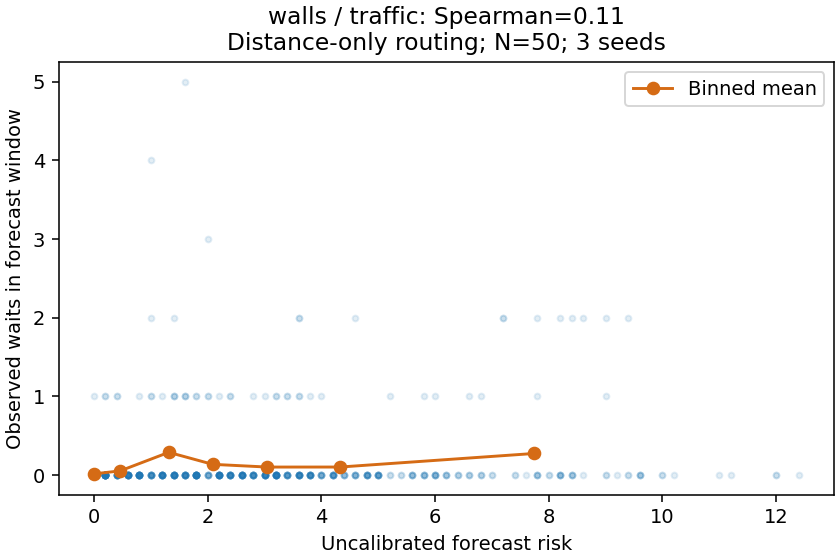 walls / traffic: Spearman=0.11
Distance-only routing; N=50; 3 seeds
Binned mean
Observed waits in forecast window
5
4
3
2
1
0
0 2 4 6 8 10 12
Uncalibrated forecast risk